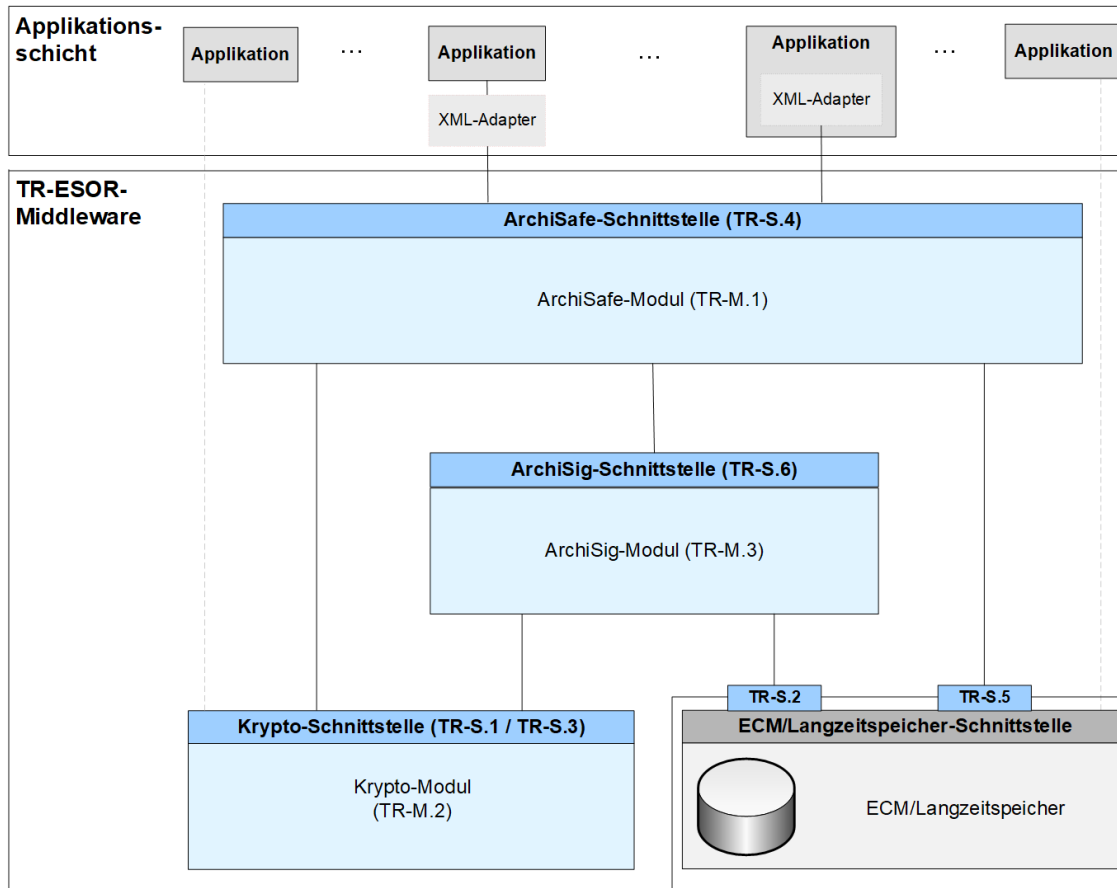 Applikations-
schicht
Applikation
...
Applikation
XML-Adapter
...
Applikation
XML-Adapter
...
Applikation
TR-ESOR-
Middleware
ArchiSafe-Schnittstelle (TR-S.4)
ArchiSafe-Modul (TR-M.1)
ArchiSig-Schnittstelle (TR-S.6)
ArchiSig-Modul (TR-M.3)
TR-S.2
TR-S.5
Krypto-Schnittstelle (TR-S.1 / TR-S.3)
Krypto-Modul
(TR-M.2)
ECM/Langzeitspeicher-Schnittstelle
ECM/Langzeitspeicher